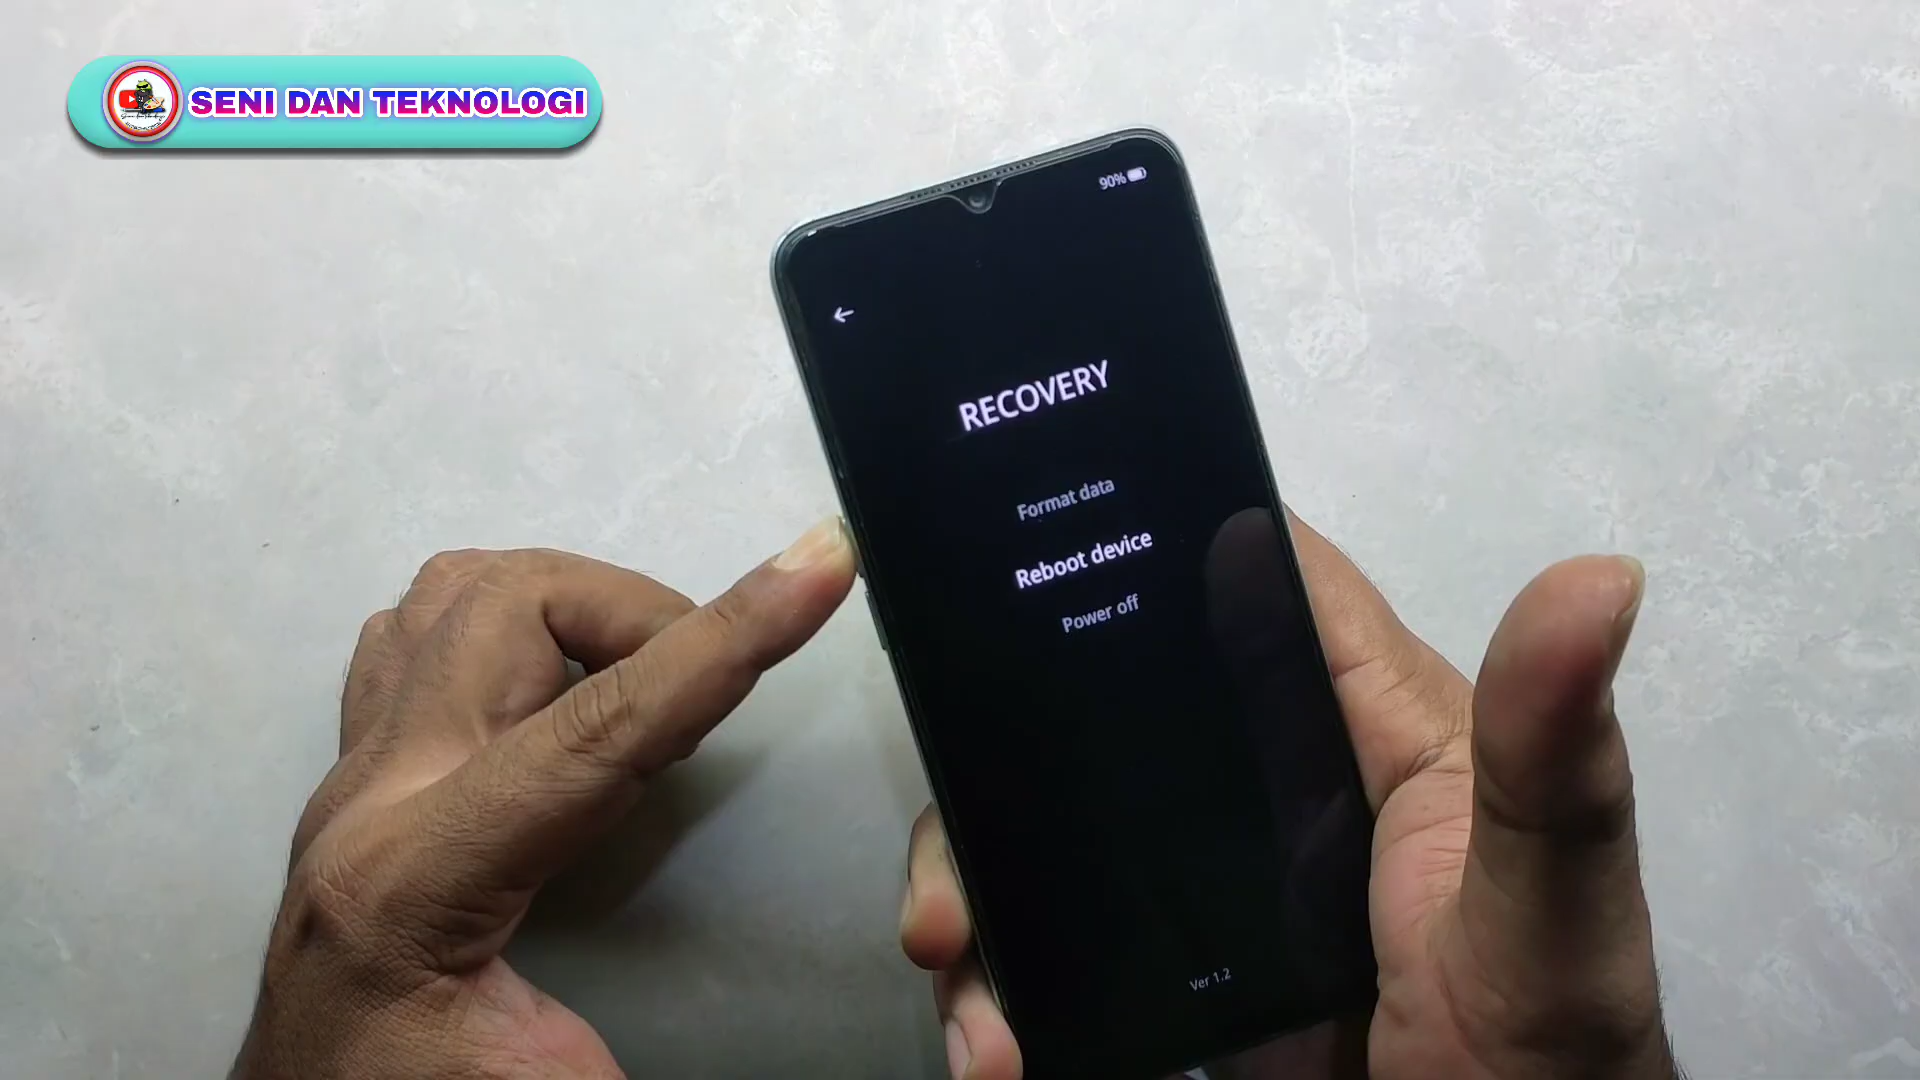 SENI DAN TEKNOLOGI
90%
RECOVERY
Format data
Reboot device
Power off
Ver 1.2